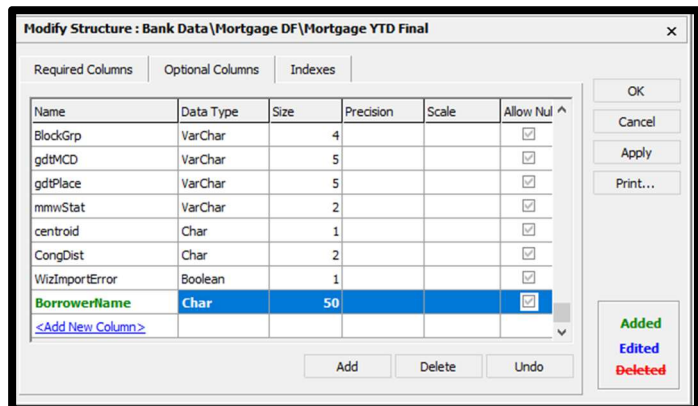 Modify Structure : Bank Data\Mortgage DF\Mortgage YTD Final
Required Columns Optional Columns Indexes
Name Data Type Size Precision Scale Allow Nul
BlockGrp VarChar 4
gdtMCD VarChar 5
gdtPlace VarChar 5
mmwStat VarChar 2
centroid Char 1
CongDist Char 2
WizImportError Boolean 1
BorrowerName Char 50
<Add New Column>
Add Delete Undo
OK
Cancel
Apply
Print...
Added
Edited
Deleted